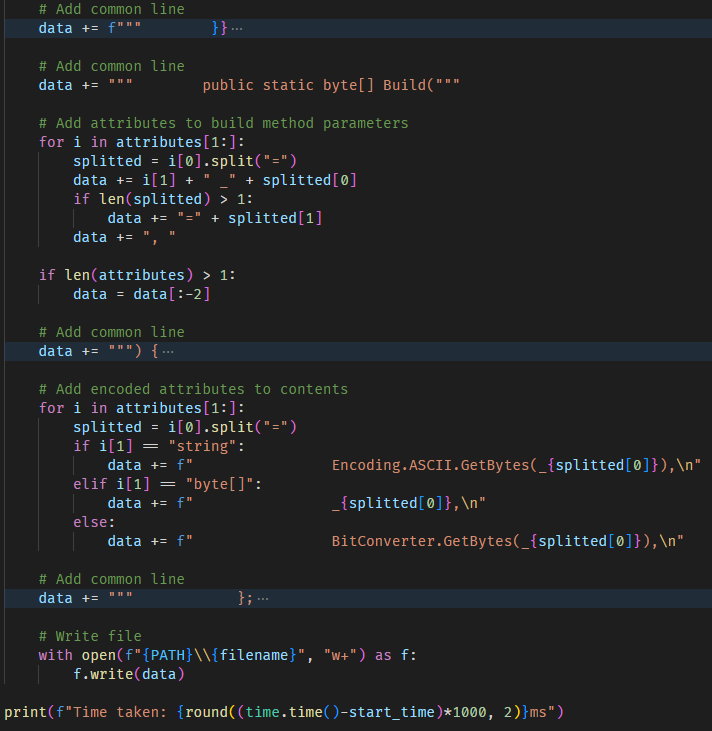 # Add common line
    data += f"""        }}⋯

    # Add common line
    data += """        public static byte[] Build("""

    # Add attributes to build method parameters
    for i in attributes[1:]:
        splitted = i[0].split("=")
        data += i[1] + " _" + splitted[0]
        if len(splitted) > 1:
            data += "=" + splitted[1]
        data += ", "

    if len(attributes) > 1:
        data = data[:-2]

    # Add common line
    data += """) {⋯

    # Add encoded attributes to contents
    for i in attributes[1:]:
        splitted = i[0].split("=")
        if i[1] == "string":
            data += f"                Encoding.ASCII.GetBytes(_{splitted[0]}),\n"
        elif i[1] == "byte[]":
            data += f"                _{splitted[0]},\n"
        else:
            data += f"                BitConverter.GetBytes(_{splitted[0]}),\n"

    # Add common line
    data += """            };⋯

    # Write file
    with open(f"{PATH}\\{filename}", "w+") as f:
        f.write(data)

print(f"Time taken: {round((time.time()-start_time)*1000, 2)}ms")